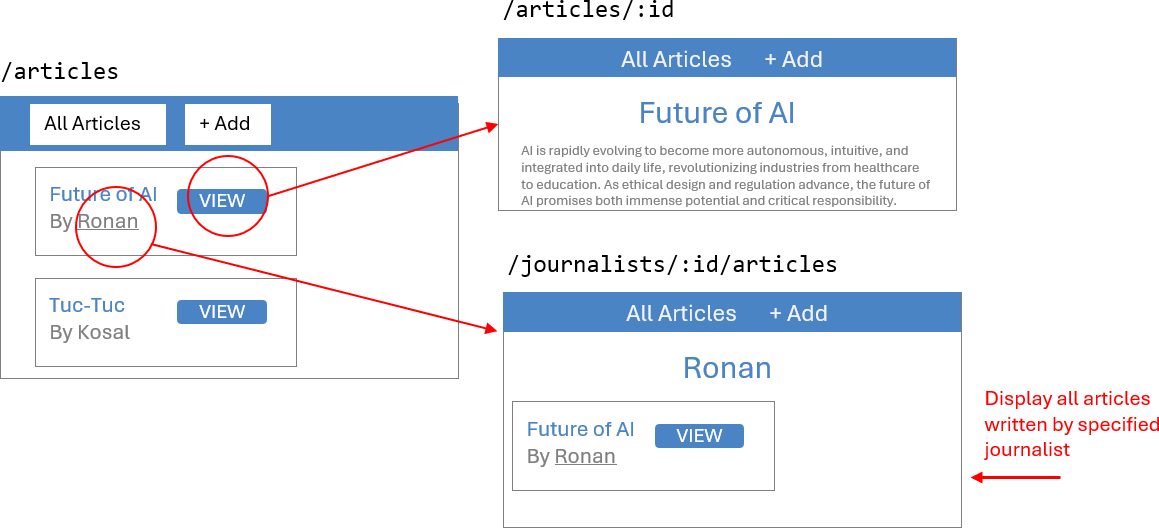 /articles
All Articles
+ Add
Future of AI
VIEW
By Ronan
Tuc-Tuc
VIEW
By Kosal
/articles/:id
All Articles + Add
Future of AI
AI is rapidly evolving to become more autonomous, intuitive, and
integrated into daily life, revolutionizing industries from healthcare
to education. As ethical design and regulation advance, the future of
AI promises both immense potential and critical responsibility.
/journalists/:id/articles
All Articles + Add
Ronan
Future of AI
VIEW
By Ronan
Display all articles
written by specified
journalist